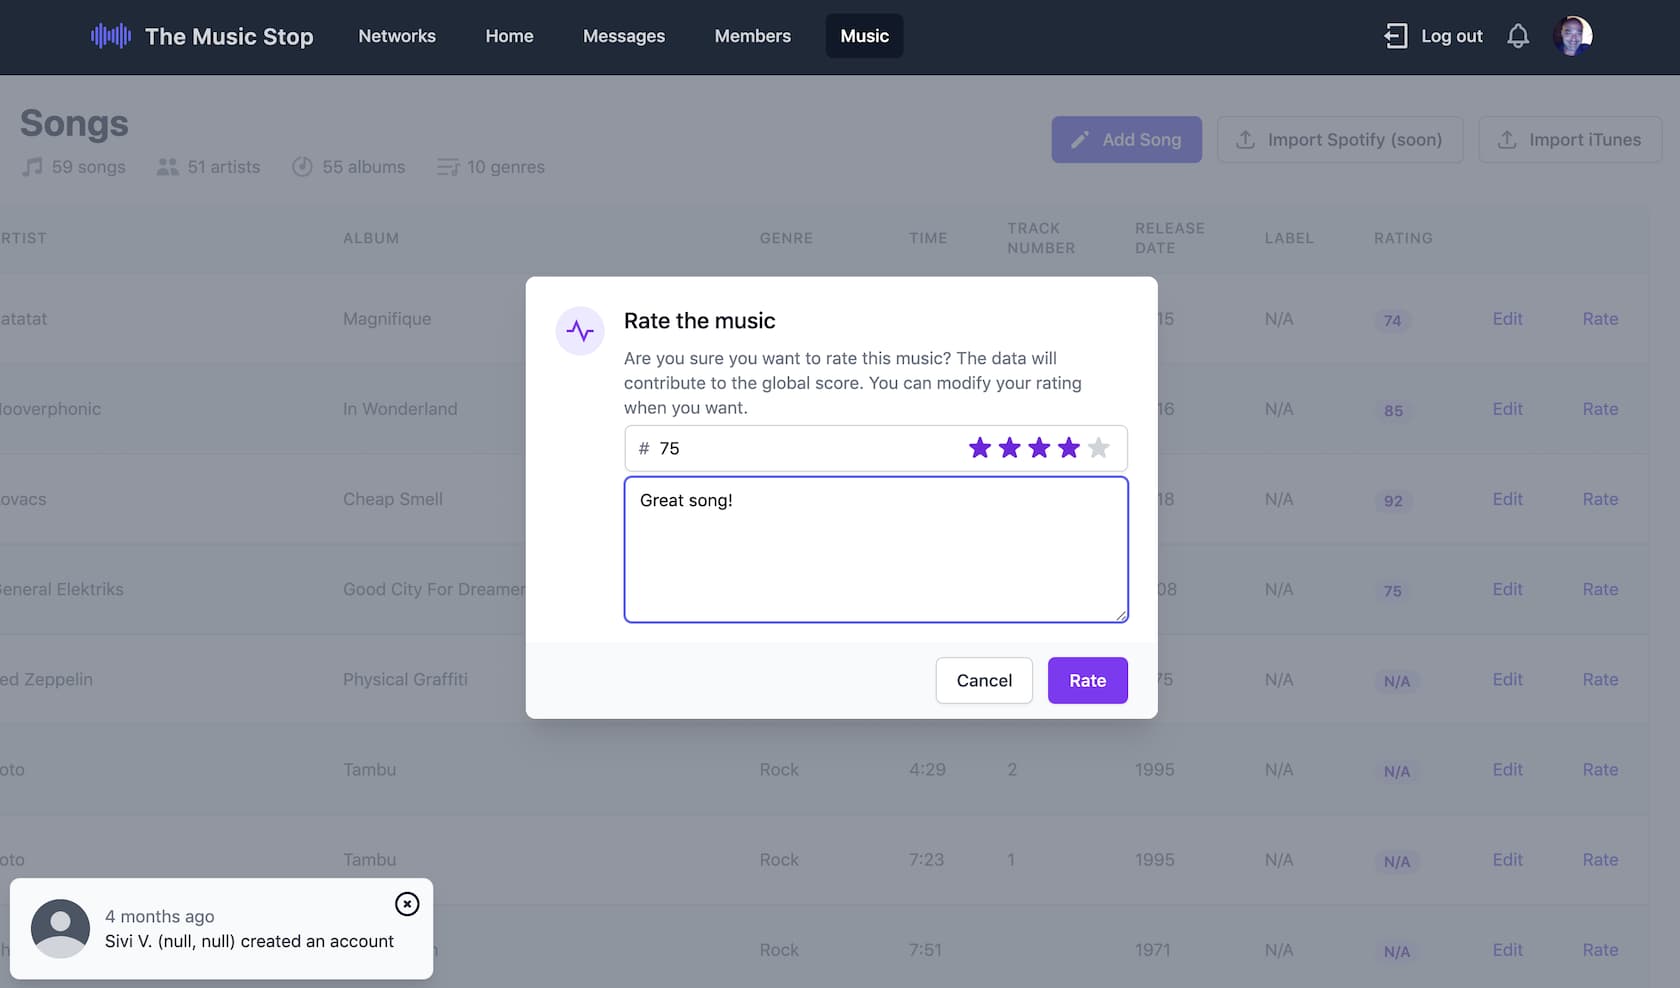 The Music Stop Networks Home Messages Members Music Log out
Songs
59 songs 51 artists 55 albums 10 genres
Add Song Import Spotify (soon) Import iTunes
RTIST ALBUM GENRE TIME TRACK NUMBER RELEASE DATE LABEL RATING
atatat Magnifique 15 N/A 74 Edit Rate
ooverphonic In Wonderland 16 N/A 85 Edit Rate
ovacs Cheap Smell 18 N/A 92 Edit Rate
eneral Elektriks Good City For Dreamer 08 N/A 75 Edit Rate
ed Zeppelin Physical Graffiti 75 N/A N/A Edit Rate
oto Tambu Rock 4:29 2 1995 N/A N/A Edit Rate
oto Tambu Rock 7:23 1 1995 N/A N/A Edit Rate
Rock 7:51 1971 N/A N/A Edit Rate
Rate the music
Are you sure you want to rate this music? The data will
contribute to the global score. You can modify your rating
when you want.
# 75
Great song!
Cancel Rate
4 months ago
Sivi V. (null, null) created an account